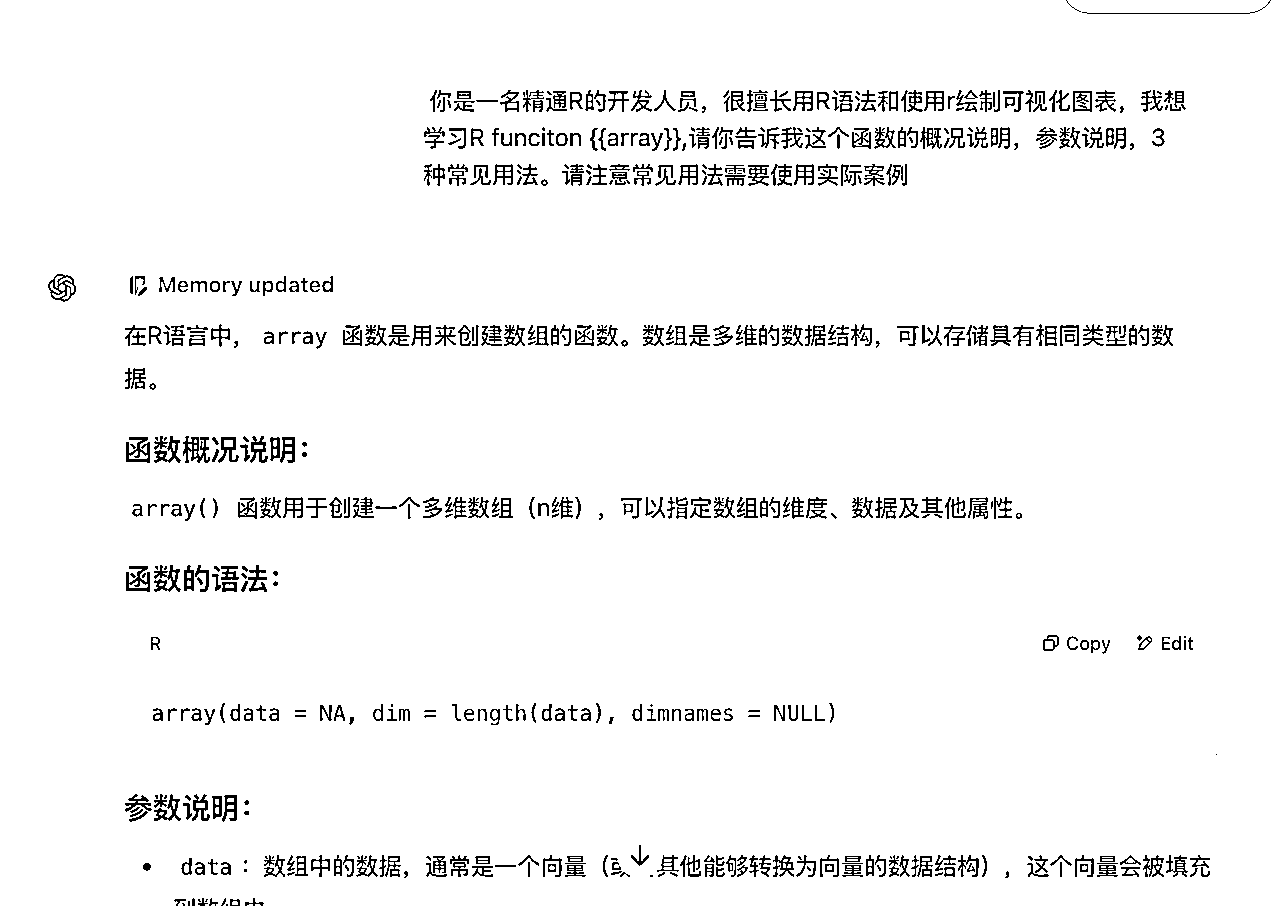 你是一名精通R的开发人员，很擅长用R语法和使用r绘制可视化图表，我想
学习R funciton {{array}},请你告诉我这个函数的概况说明，参数说明，3
种常见用法。请注意常见用法需要使用实际案例
Memory updated
在R语言中， array 函数是用来创建数组的函数。数组是多维的数据结构，可以存储具有相同类型的数
据。
函数概况说明：
array() 函数用于创建一个多维数组（n维），可以指定数组的维度、数据及其他属性。
函数的语法：
R Copy Edit
array(data = NA, dim = length(data), dimnames = NULL)
参数说明：
• data：数组中的数据，通常是一个向量（ 其他能够转换为向量的数据结构），这个向量会被填充